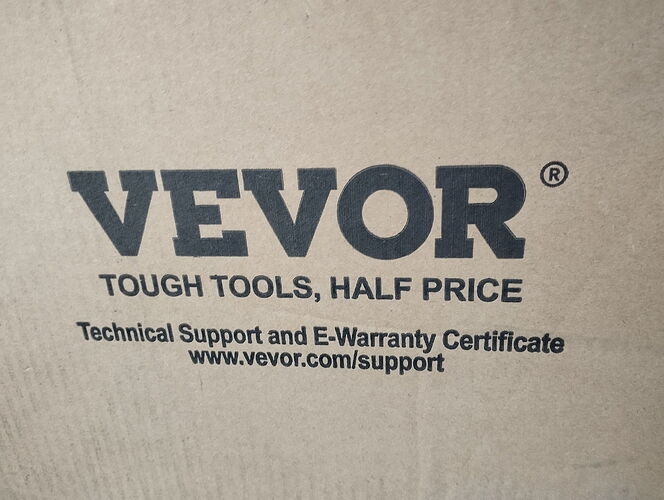 VEVOR®
TOUGH TOOLS, HALF PRICE
Technical Support and E-Warranty Certificate
www.vevor.com/support